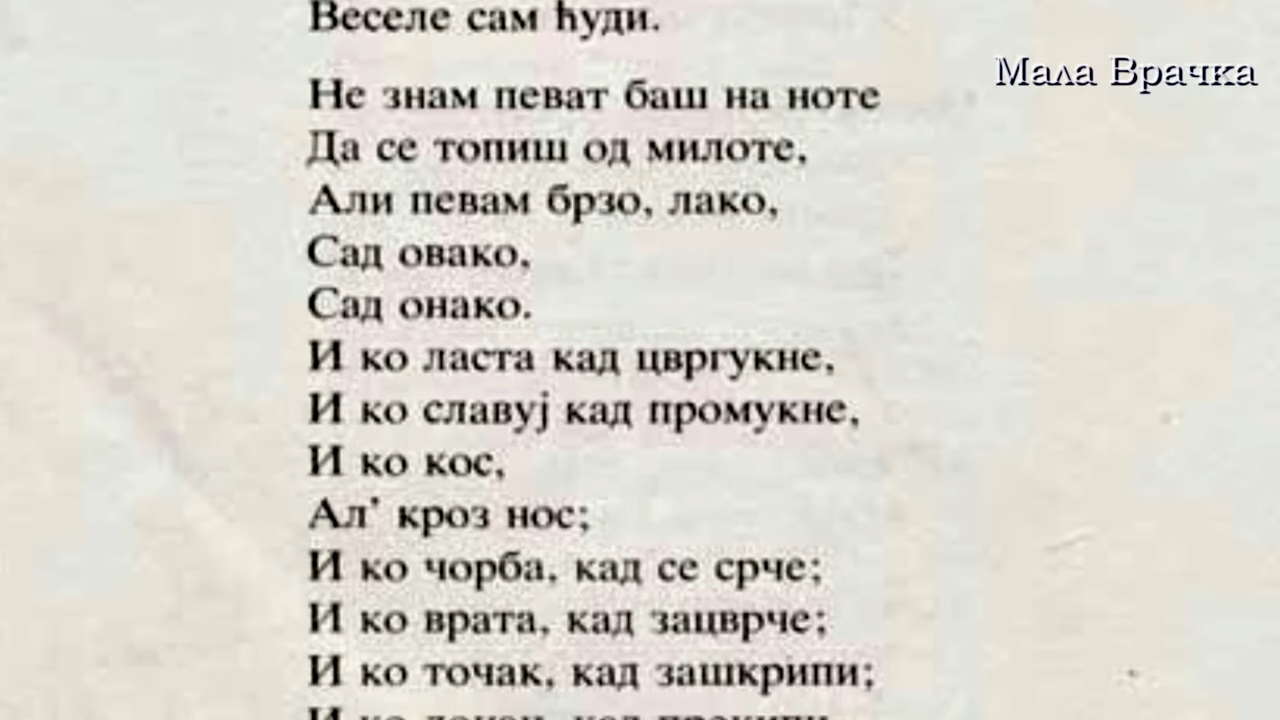 Веселе сам ћуди.
Мала Врачка
Не знам певат баш на ноте
Да се топиш од милоте,
Али певам брзо, лако,
Сад овако,
Сад онако.
И ко ласта кад цвргукне,
И ко славуј кад промукне,
И ко кос,
Ал’ кроз нос;
И ко чорба, кад се срче;
И ко врата, кад зацврче;
И ко точак, кад зашкрипи;